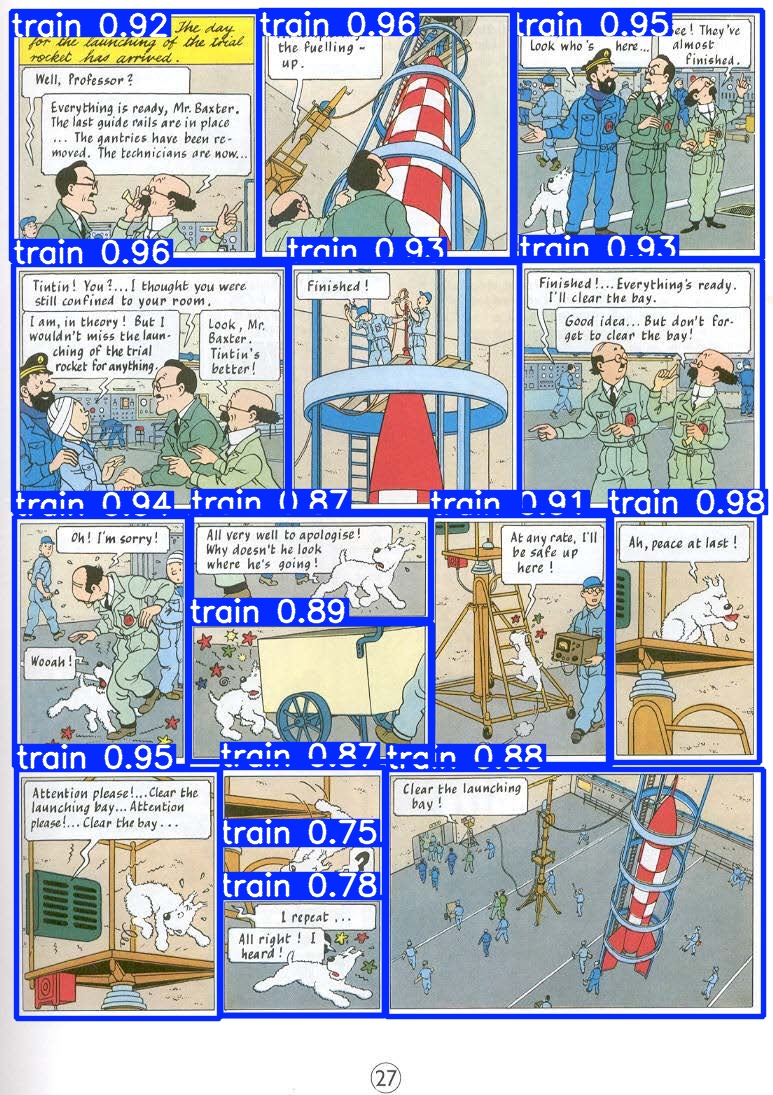 train 0.92
The day
for the launching of the trial
rocket has arrived.
Well, Professor?
Everything is ready, Mr. Baxter.
The last guide rails are in place
... The gantries have been re-
moved. The technicians are now...
train 0.96
the fuelling-
up.
train 0.95
Look who's here...
See! They've
almost
finished.
train 0.96
Tintin! You?...I thought you were
still confined to your room.
I am, in theory! But I
wouldn't miss the laun-
ching of the trial
rocket for anything.
Look, Mr.
Baxter.
Tintin's
better!
train 0.93
Finished!
train 0.93
Finished!...Everything's ready.
I'll clear the bay.
Good idea... But don't for-
get to clear the bay!
train 0.94
Oh! I'm sorry!
Wooah!
train 0.87
All very well to apologise!
Why doesn't he look
where he's going!
train 0.89
train 0.91
At any rate, I'll
be safe up
here!
train 0.98
Ah, peace at last!
train 0.95
Attention please!...Clear the
launching bay...Attention
please!...Clear the bay...
train 0.87
train 0.75
?
train 0.78
I repeat...
All right! I
heard!
train 0.88
Clear the launching
bay!
27